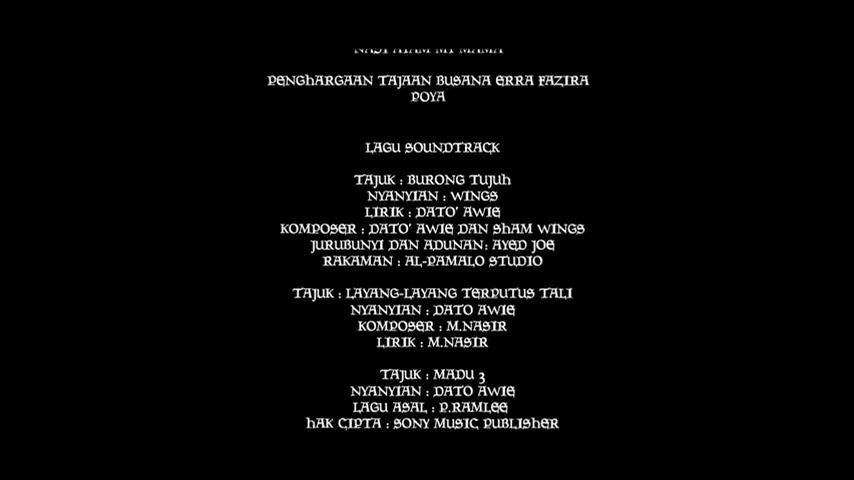 PENGHARGAAN TAJAAN BUSANA ERRA FAZIRA
POYA
LAGU SOUNDTRACK
TAJUK : BURONG TUJUH
NYANYIAN : WINGS
LIRIK : DATO' AWIE
KOMPOSER : DATO' AWIE DAN SHAM WINGS
JURUBUNYI DAN ADUNAN: AYED JOE
RAKAMAN : AL-PAMALO STUDIO
TAJUK : LAYANG-LAYANG TERPUTUS TALI
NYANYIAN : DATO AWIE
KOMPOSER : M.NASIR
LIRIK : M.NASIR
TAJUK : MADU 3
NYANYIAN : DATO AWIE
LAGU ASAL : P.RAMLEE
HAK CIPTA : SONY MUSIC PUBLISHER